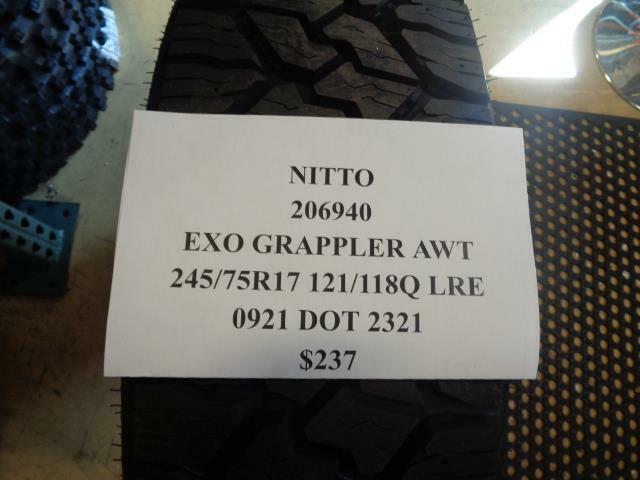 NITTO
206940
EXO GRAPPLER AWT
245/75R17 121/118Q LRE
0921 DOT 2321
$237